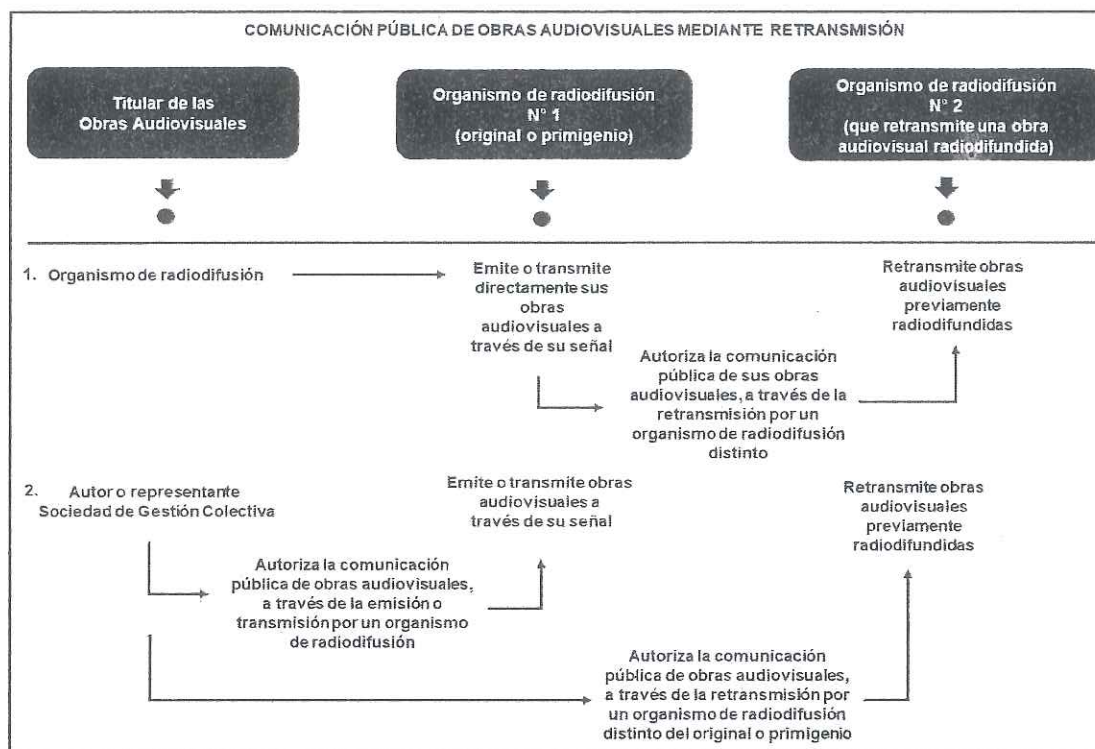 COMUNICACIÓN PÚBLICA DE OBRAS AUDIOVISUALES MEDIANTE RETRANSMISIÓN
Titular de las
Obras Audiovisuales
Organismo de radiodifusión
N° 1
(original o primigenio)
Organismo de radiodifusión
N° 2
(que retransmite una obra
audiovisual radiodifundida)
1. Organismo de radiodifusión
Emite o transmite
directamente sus
obras
audiovisuales a
través de su señal
Autoriza la comunicación
pública de sus obras
audiovisuales, a través de la
retransmisión por un
organismo de radiodifusión
distinto
Retransmite obras
audiovisuales
previamente
radiodifundidas
2. Autor o representante
Sociedad de Gestión Colectiva
Autoriza la comunicación
pública de obras audiovisuales,
a través de la emisión o
transmisión por un organismo
de radiodifusión
Emite o transmite obras
audiovisuales a
través de su señal
Autoriza la comunicación
pública de obras audiovisuales,
a través de la retransmisión por
un organismo de radiodifusión
distinto del original o primigenio
Retransmite obras
audiovisuales
previamente
radiodifundidas